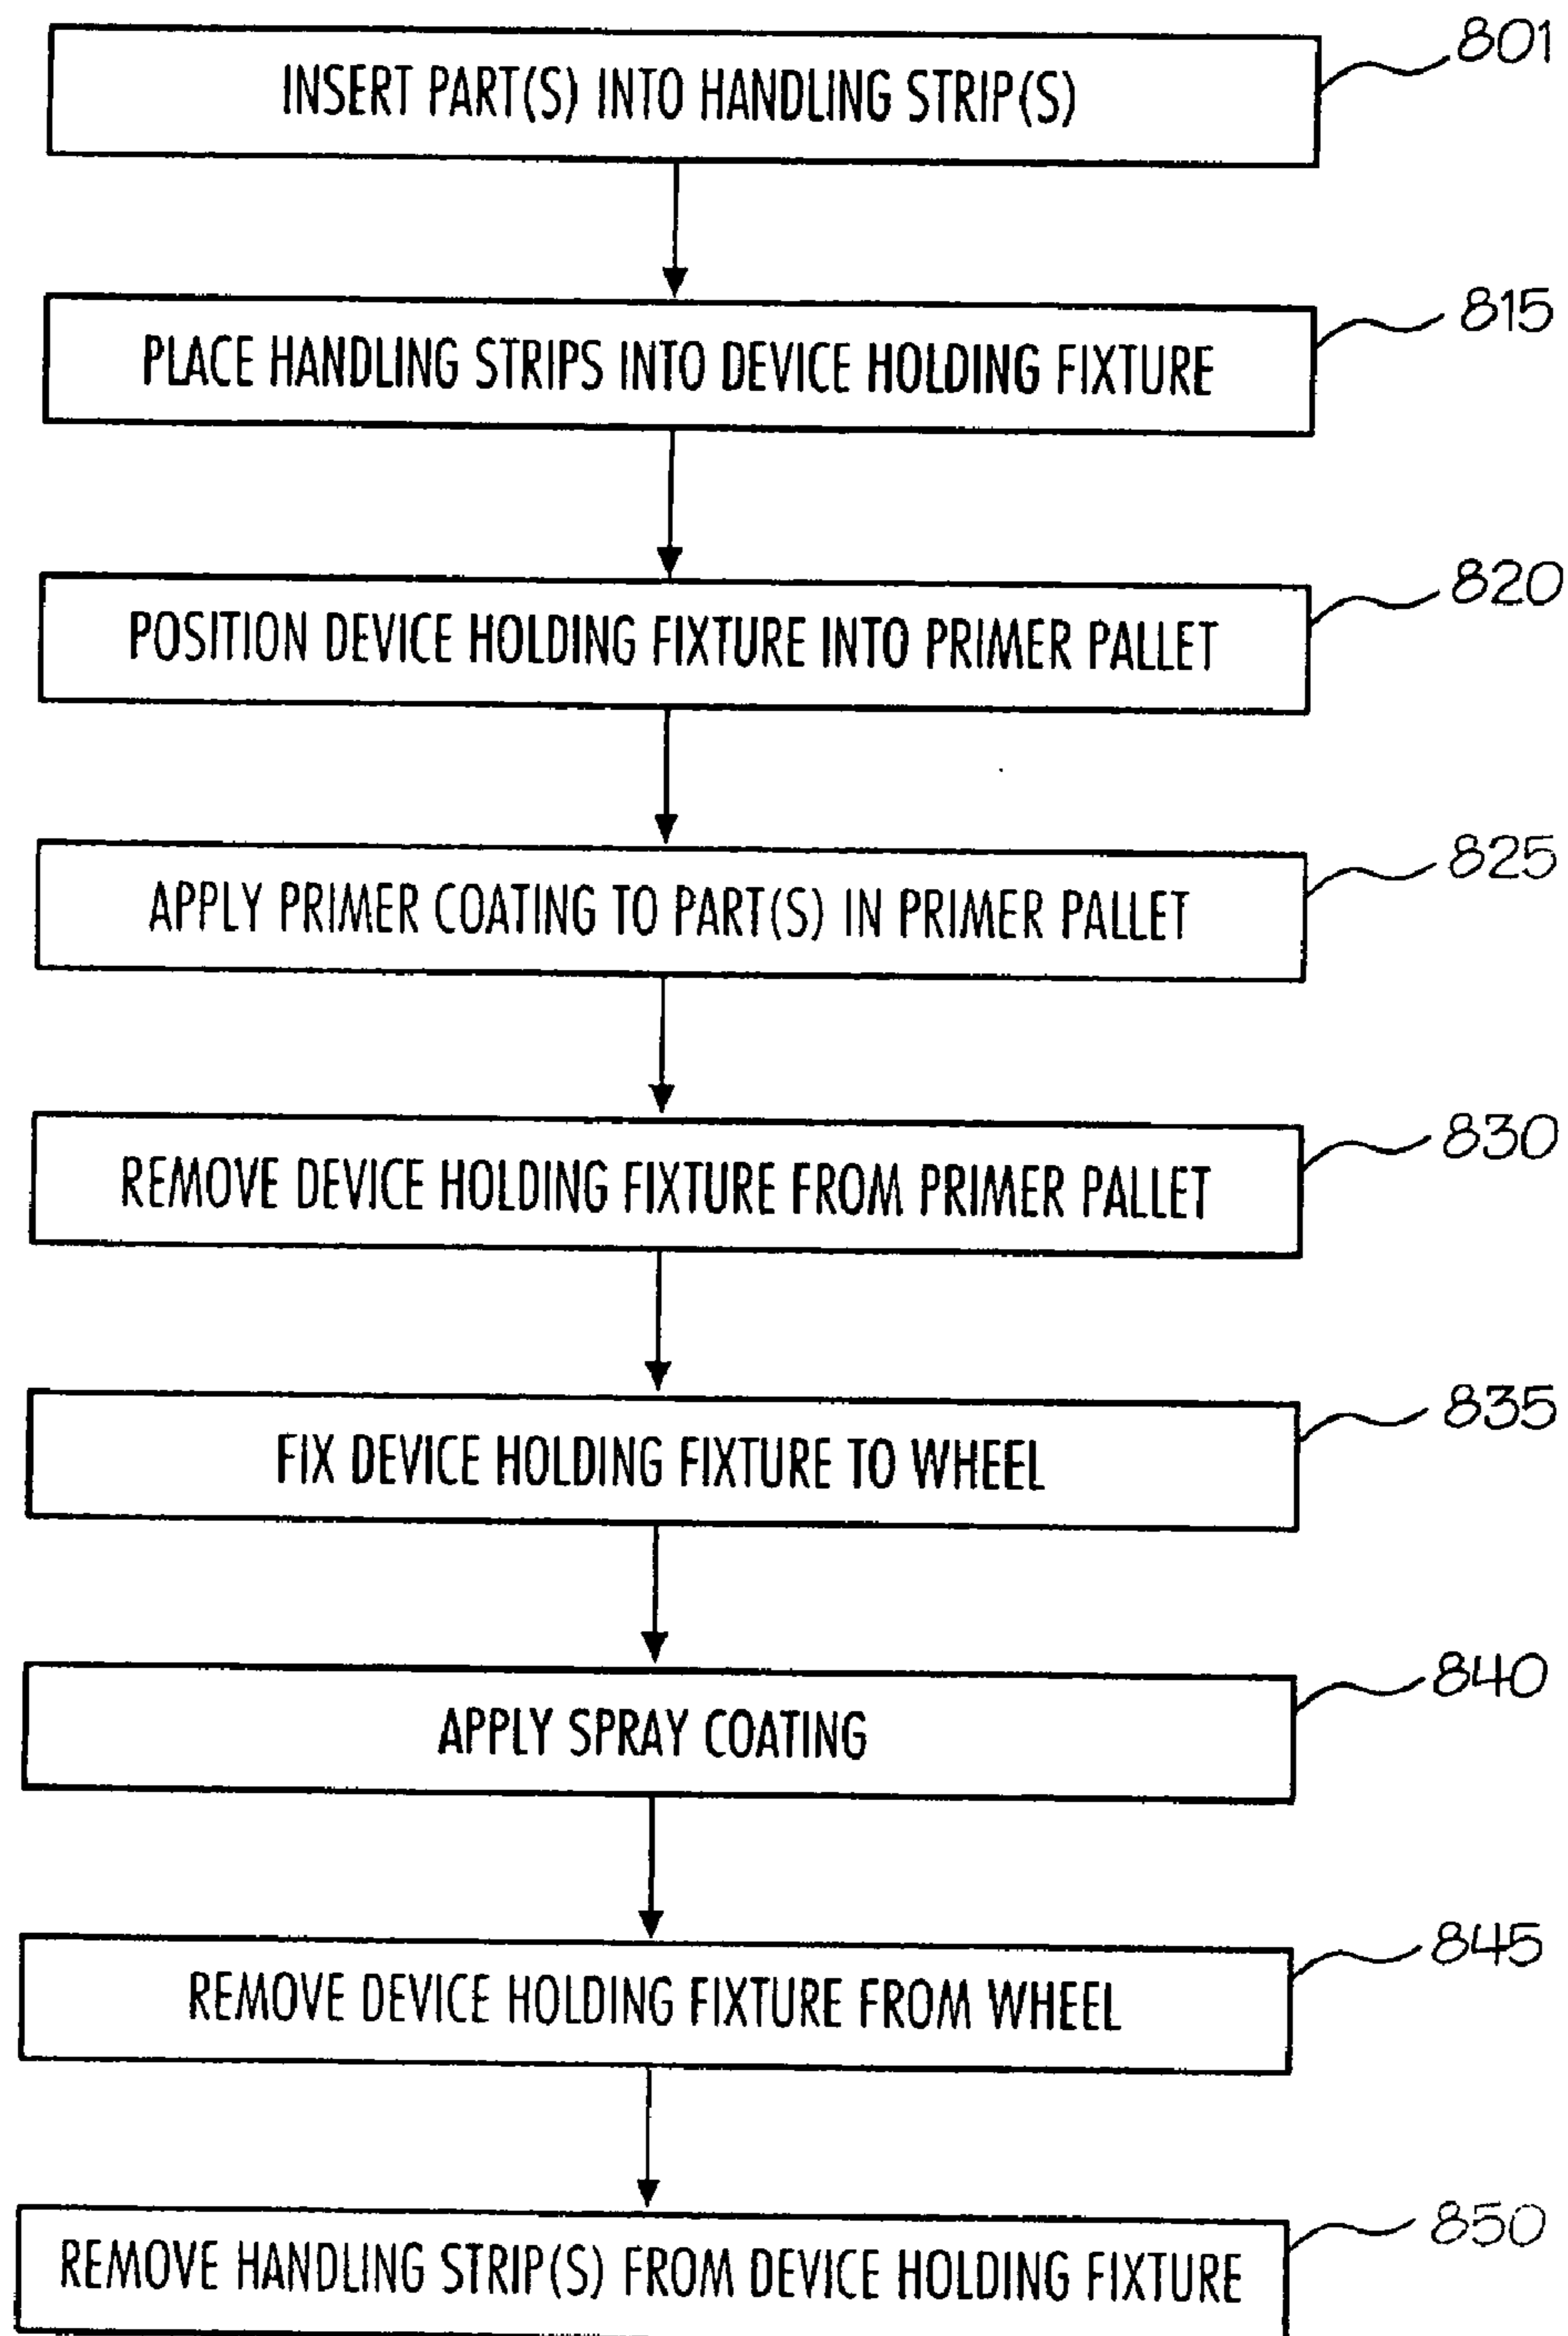 INSERT PART(S) INTO HANDLING STRIP(S)
801
PLACE HANDLING STRIPS INTO DEVICE HOLDING FIXTURE
815
POSITION DEVICE HOLDING FIXTURE INTO PRIMER PALLET
820
APPLY PRIMER COATING TO PART(S) IN PRIMER PALLET
825
REMOVE DEVICE HOLDING FIXTURE FROM PRIMER PALLET
830
FIX DEVICE HOLDING FIXTURE TO WHEEL
835
APPLY SPRAY COATING
840
REMOVE DEVICE HOLDING FIXTURE FROM WHEEL
845
REMOVE HANDLING STRIP(S) FROM DEVICE HOLDING FIXTURE
850